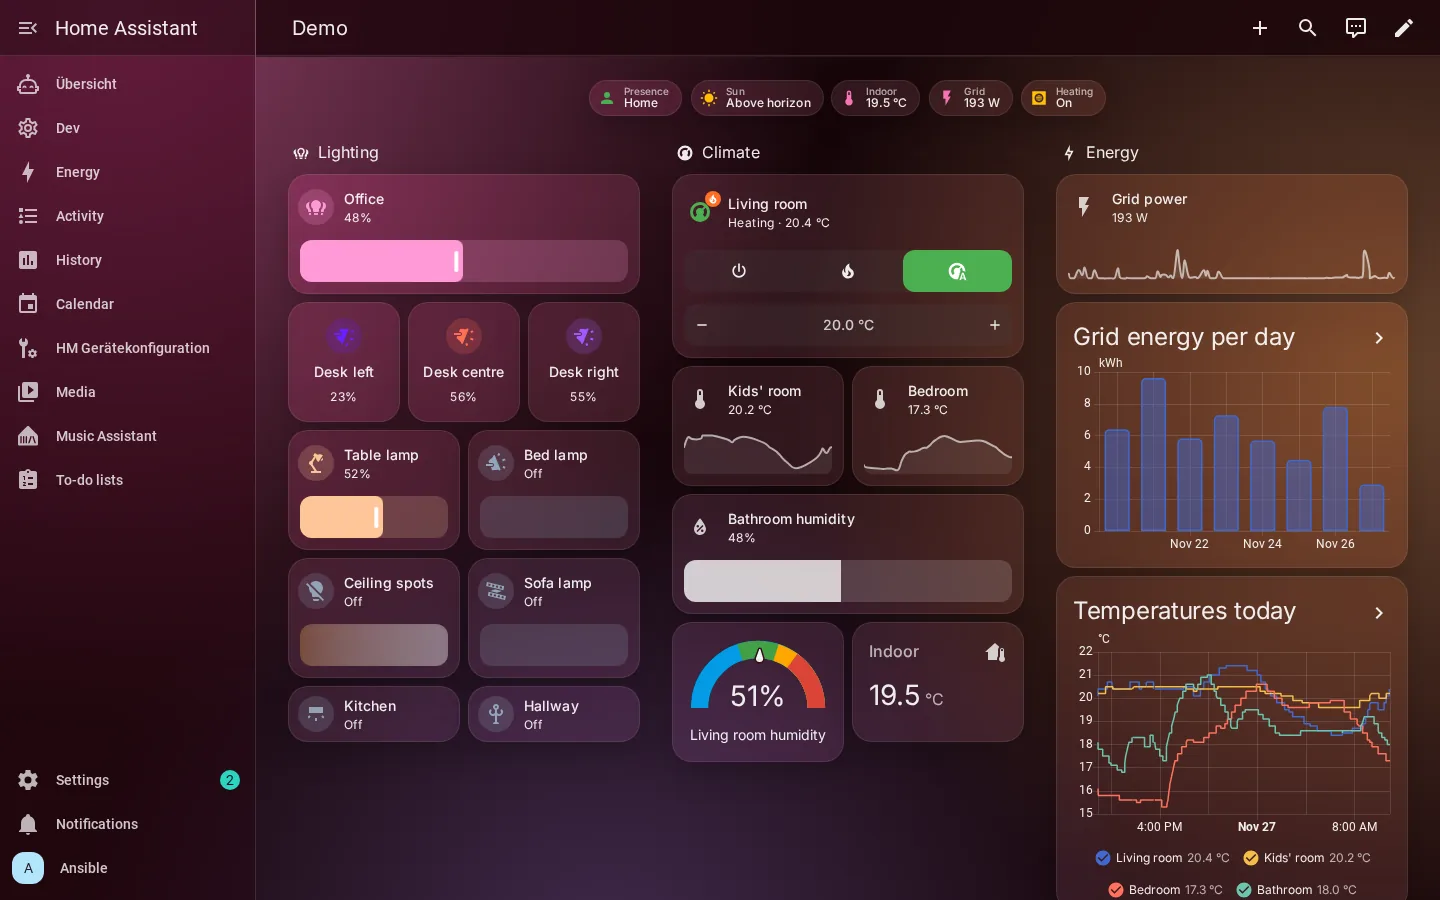 Home Assistant
Demo
Übersicht
Dev
Energy
Activity
History
Calendar
HM Gerätekonfiguration
Media
Music Assistant
To-do lists
Settings
2
Notifications
A
Ansible
Presence
Home
Sun
Above horizon
Indoor
19.5 °C
Grid
193 W
Heating
On
Lighting
Office
48%
Desk left
23%
Desk centre
56%
Desk right
55%
Table lamp
52%
Bed lamp
Off
Ceiling spots
Off
Sofa lamp
Off
Kitchen
Off
Hallway
Off
Climate
Living room
Heating · 20.4 °C
A
− 20.0 °C +
Kids' room
20.2 °C
Bedroom
17.3 °C
Bathroom humidity
48%
51%
Living room humidity
Indoor
19.5 °C
Energy
Grid power
193 W
Grid energy per day
kWh
10
8
6
4
2
0
Nov 22 Nov 24 Nov 26
Temperatures today
°C
22
21
20
19
18
17
16
15
4:00 PM Nov 27 8:00 AM
Living room 20.4 °C Kids' room 20.2 °C
Bedroom 17.3 °C Bathroom 18.0 °C